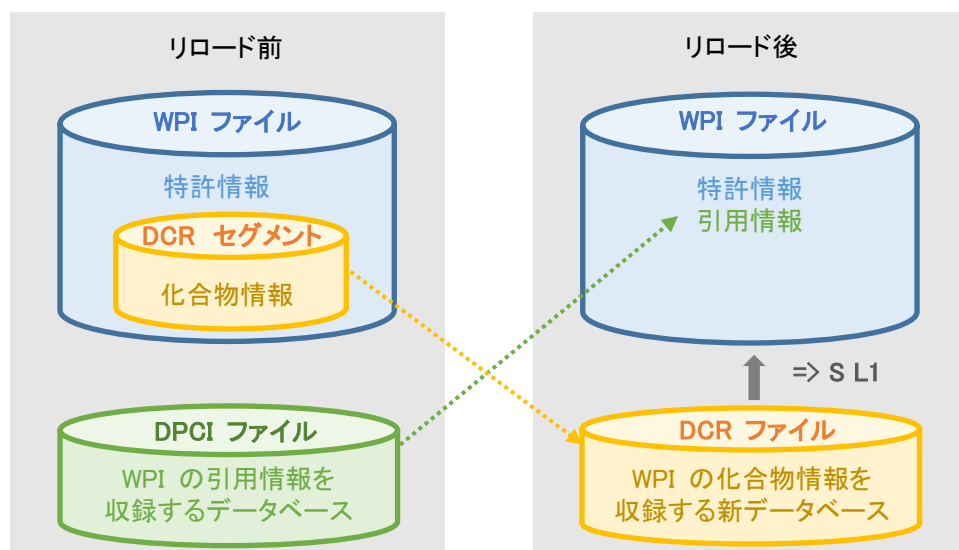 リロード前
WPI ファイル
特許情報
DCR セグメント
化合物情報
DPCI ファイル
WPI の引用情報を
収録するデータベース
リロード後
WPI ファイル
特許情報
引用情報
=> S L1
DCR ファイル
WPI の化合物情報を
収録する新データベース